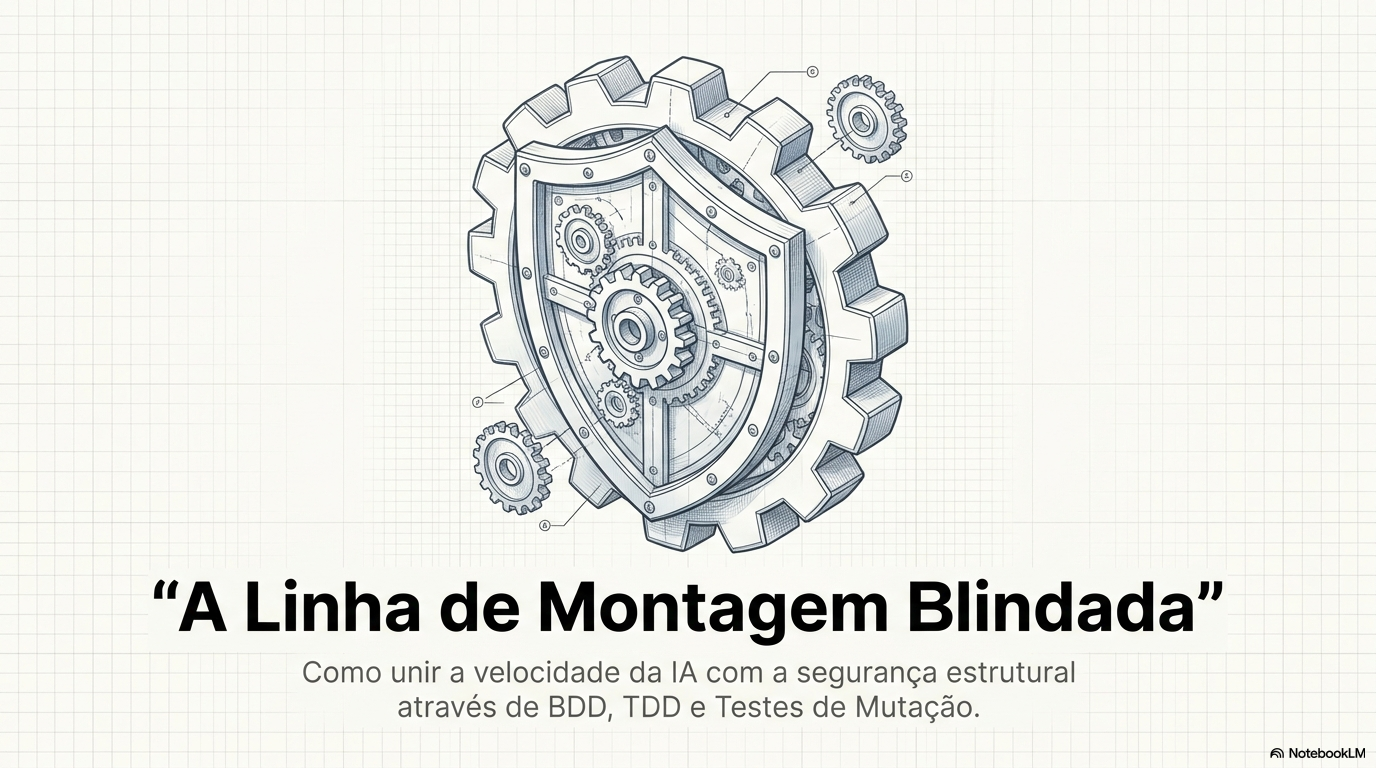 “A Linha de Montagem Blindada”
Como unir a velocidade da IA com a segurança estrutural
através de BDD, TDD e Testes de Mutação.
NotebookLM